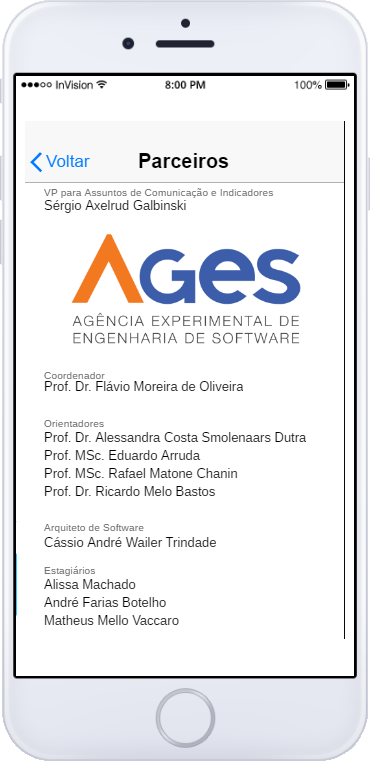 InVision 8:00 PM 100%
Voltar Parceiros
VP para Assuntos de Comunicação e Indicadores
Sérgio Axelrud Galbinski
AGES
AGÊNCIA EXPERIMENTAL DE
ENGENHARIA DE SOFTWARE
Coordenador
Prof. Dr. Flávio Moreira de Oliveira
Orientadores
Prof. Dr. Alessandra Costa Smolenaars Dutra
Prof. MSc. Eduardo Arruda
Prof. MSc. Rafael Matone Chanin
Prof. Dr. Ricardo Melo Bastos
Arquiteto de Software
Cássio André Wailer Trindade
Estagiários
Alissa Machado
André Farias Botelho
Matheus Mello Vaccaro